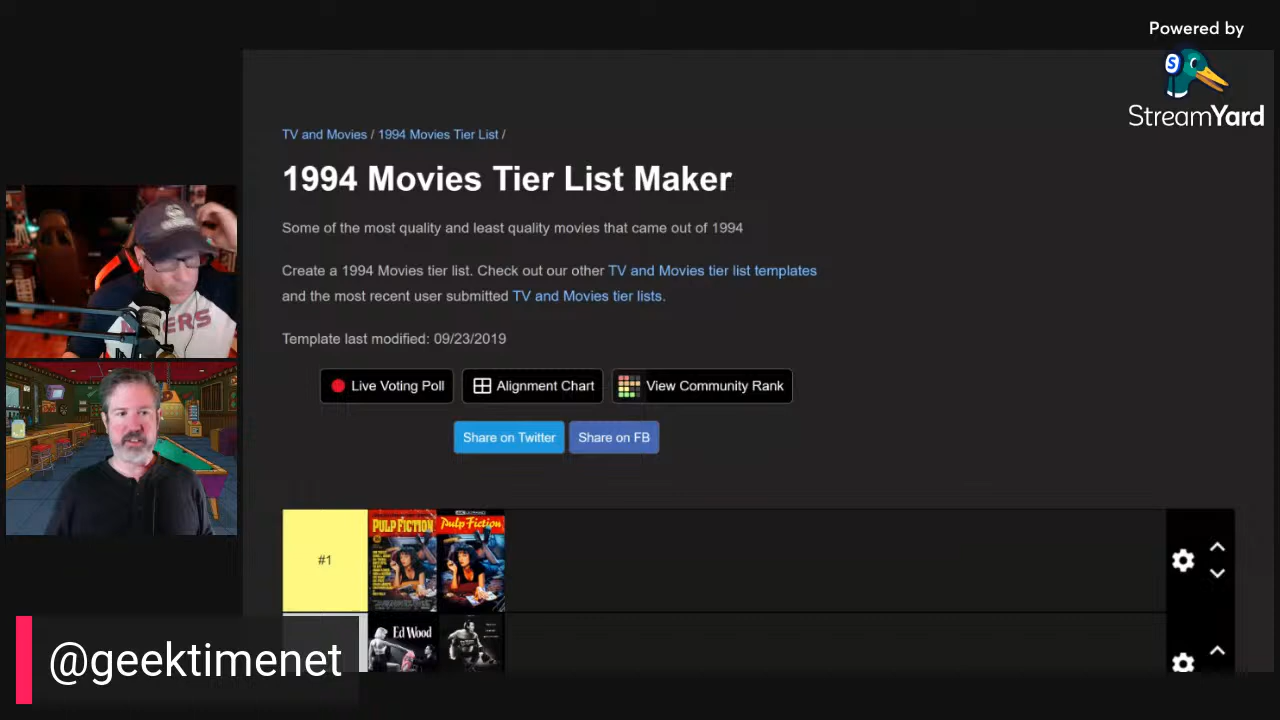 Powered by
S
StreamYard
TV and Movies / 1994 Movies Tier List /
1994 Movies Tier List Maker
Some of the most quality and least quality movies that came out of 1994
Create a 1994 Movies tier list. Check out our other TV and Movies tier list templates
and the most recent user submitted TV and Movies tier lists.
Template last modified: 09/23/2019
Live Voting Poll
Alignment Chart
View Community Rank
Share on Twitter
Share on FB
#1
PULP FICTION
Pulp Fiction
Ed Wood
@geektimenet